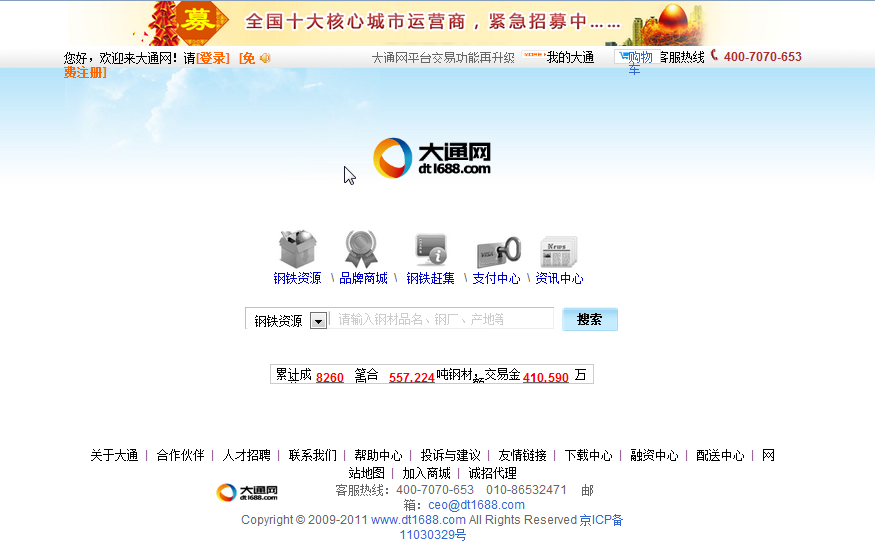 募 全国十大核心城市运营商，紧急招募中……
您好，欢迎来大通网！请[登录] [免费注册]
大通网平台交易功能再升级 我的大通 购物车 客服热线 400-7070-653
大通网
dt1688.com
钢铁资源 \ 品牌商城 \ 钢铁赶集 \ 支付中心 \ 资讯中心
钢铁资源 请输入钢材品名、钢厂、产地等 搜索
累计成 8260 笔合 557,224 吨钢材，交易金 410,590 万
关于大通 | 合作伙伴 | 人才招聘 | 联系我们 | 帮助中心 | 投诉与建议 | 友情链接 | 下载中心 | 融资中心 | 配送中心 | 网
站地图 | 加入商城 | 诚招代理
大通网
dt1688.com
客服热线：400-7070-653 010-86532471 邮
箱：ceo@dt1688.com
Copyright © 2009-2011 www.dt1688.com All Rights Reserved 京ICP备
11030329号